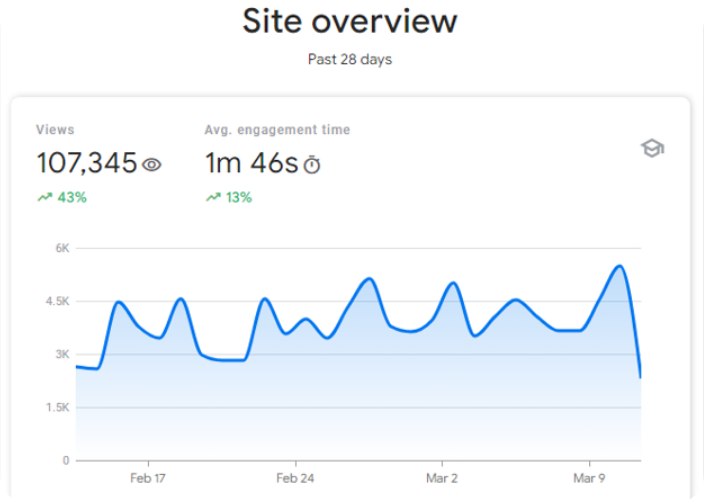 Site overview
Past 28 days
Views
107,345
43%
Avg. engagement time
1m 46s
13%
6K
4.5K
3K
1.5K
0
Feb 17
Feb 24
Mar 2
Mar 9